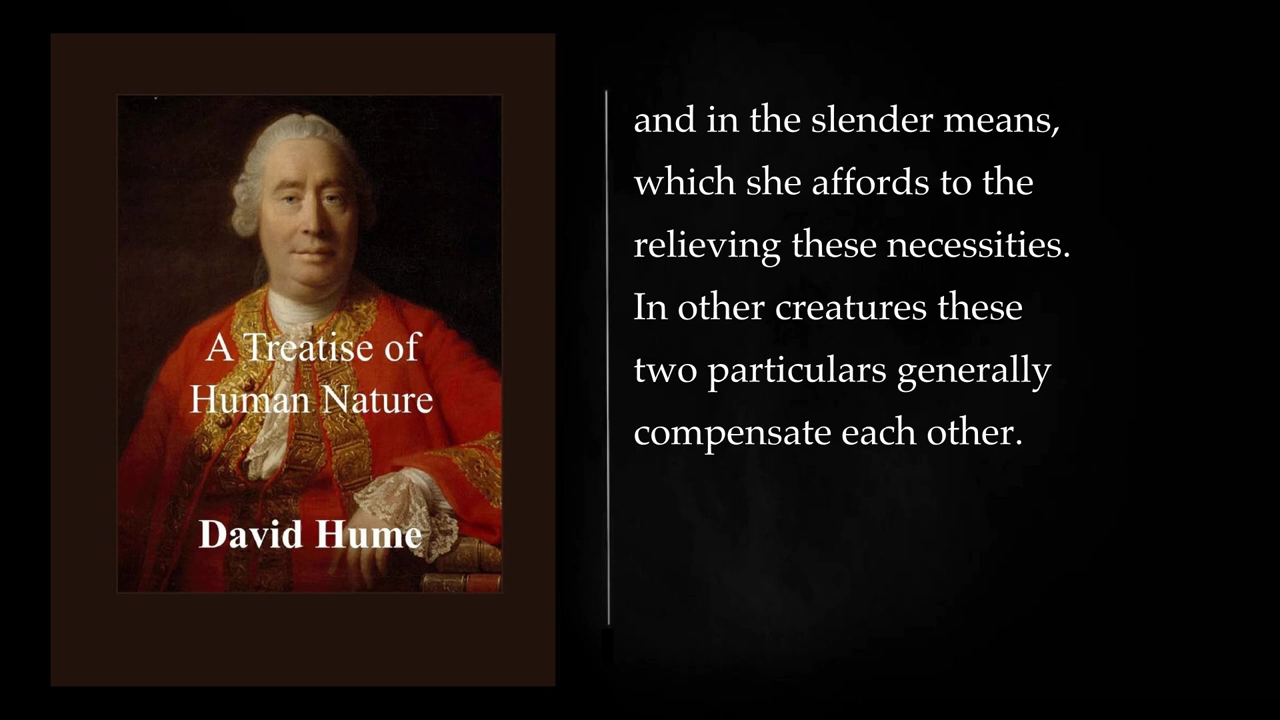 A Treatise of
Human Nature
David Hume
and in the slender means,
which she affords to the
relieving these necessities.
In other creatures these
two particulars generally
compensate each other.